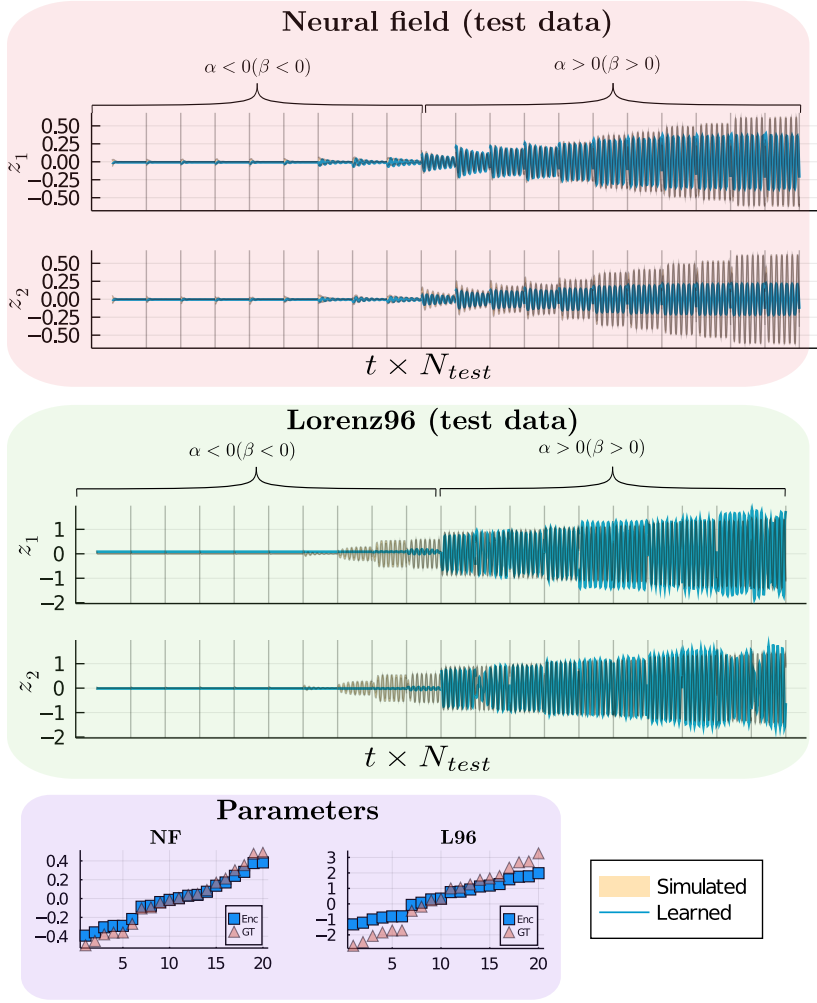 Neural field (test data)
α < 0(β < 0)
α > 0(β > 0)
z₁
0.50
0.25
0.00
−0.25
−0.50
z₂
0.50
0.25
0.00
−0.25
−0.50
t × N_test
Lorenz96 (test data)
α < 0(β < 0)
α > 0(β > 0)
z₁
1
0
−1
−2
z₂
1
0
−1
−2
t × N_test
Parameters
NF
0.4
0.2
0.0
−0.2
−0.4
5
10
15
20
Enc
GT
L96
3
2
1
0
−1
−2
5
10
15
20
Enc
GT
Simulated
Learned